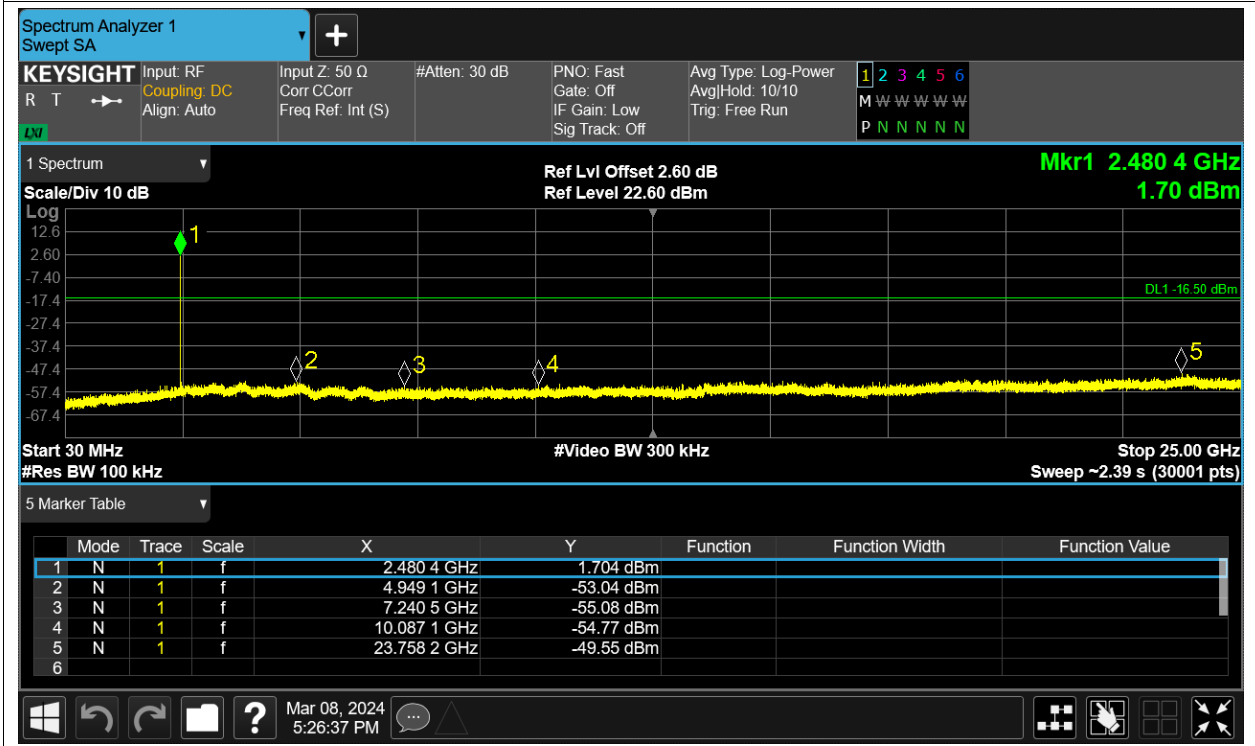 Spectrum Analyzer 1
Swept SA
+
KEYSIGHT
R T
LXI
Input: RF
Coupling: DC
Align: Auto
Input Z: 50 Ω
Corr CCorr
Freq Ref: Int (S)
#Atten: 30 dB
PNO: Fast
Gate: Off
IF Gain: Low
Sig Track: Off
Avg Type: Log-Power
Avg|Hold: 10/10
Trig: Free Run
1 2 3 4 5 6
M W W W W W
P N N N N N
1 Spectrum
Scale/Div 10 dB
Ref Lvl Offset 2.60 dB
Ref Level 22.60 dBm
Mkr1 2.480 4 GHz
1.70 dBm
Log
12.6
2.60
-7.40
-17.4
-27.4
-37.4
-47.4
-57.4
-67.4
1
DL1 -16.50 dBm
2
3
4
5
Start 30 MHz
#Video BW 300 kHz
Stop 25.00 GHz
#Res BW 100 kHz
Sweep ~2.39 s (30001 pts)
5 Marker Table
Mode Trace Scale X Y Function Function Width Function Value
1 N 1 f 2.480 4 GHz 1.704 dBm
2 N 1 f 4.949 1 GHz -53.04 dBm
3 N 1 f 7.240 5 GHz -55.08 dBm
4 N 1 f 10.087 1 GHz -54.77 dBm
5 N 1 f 23.758 2 GHz -49.55 dBm
6
?
Mar 08, 2024
5:26:37 PM